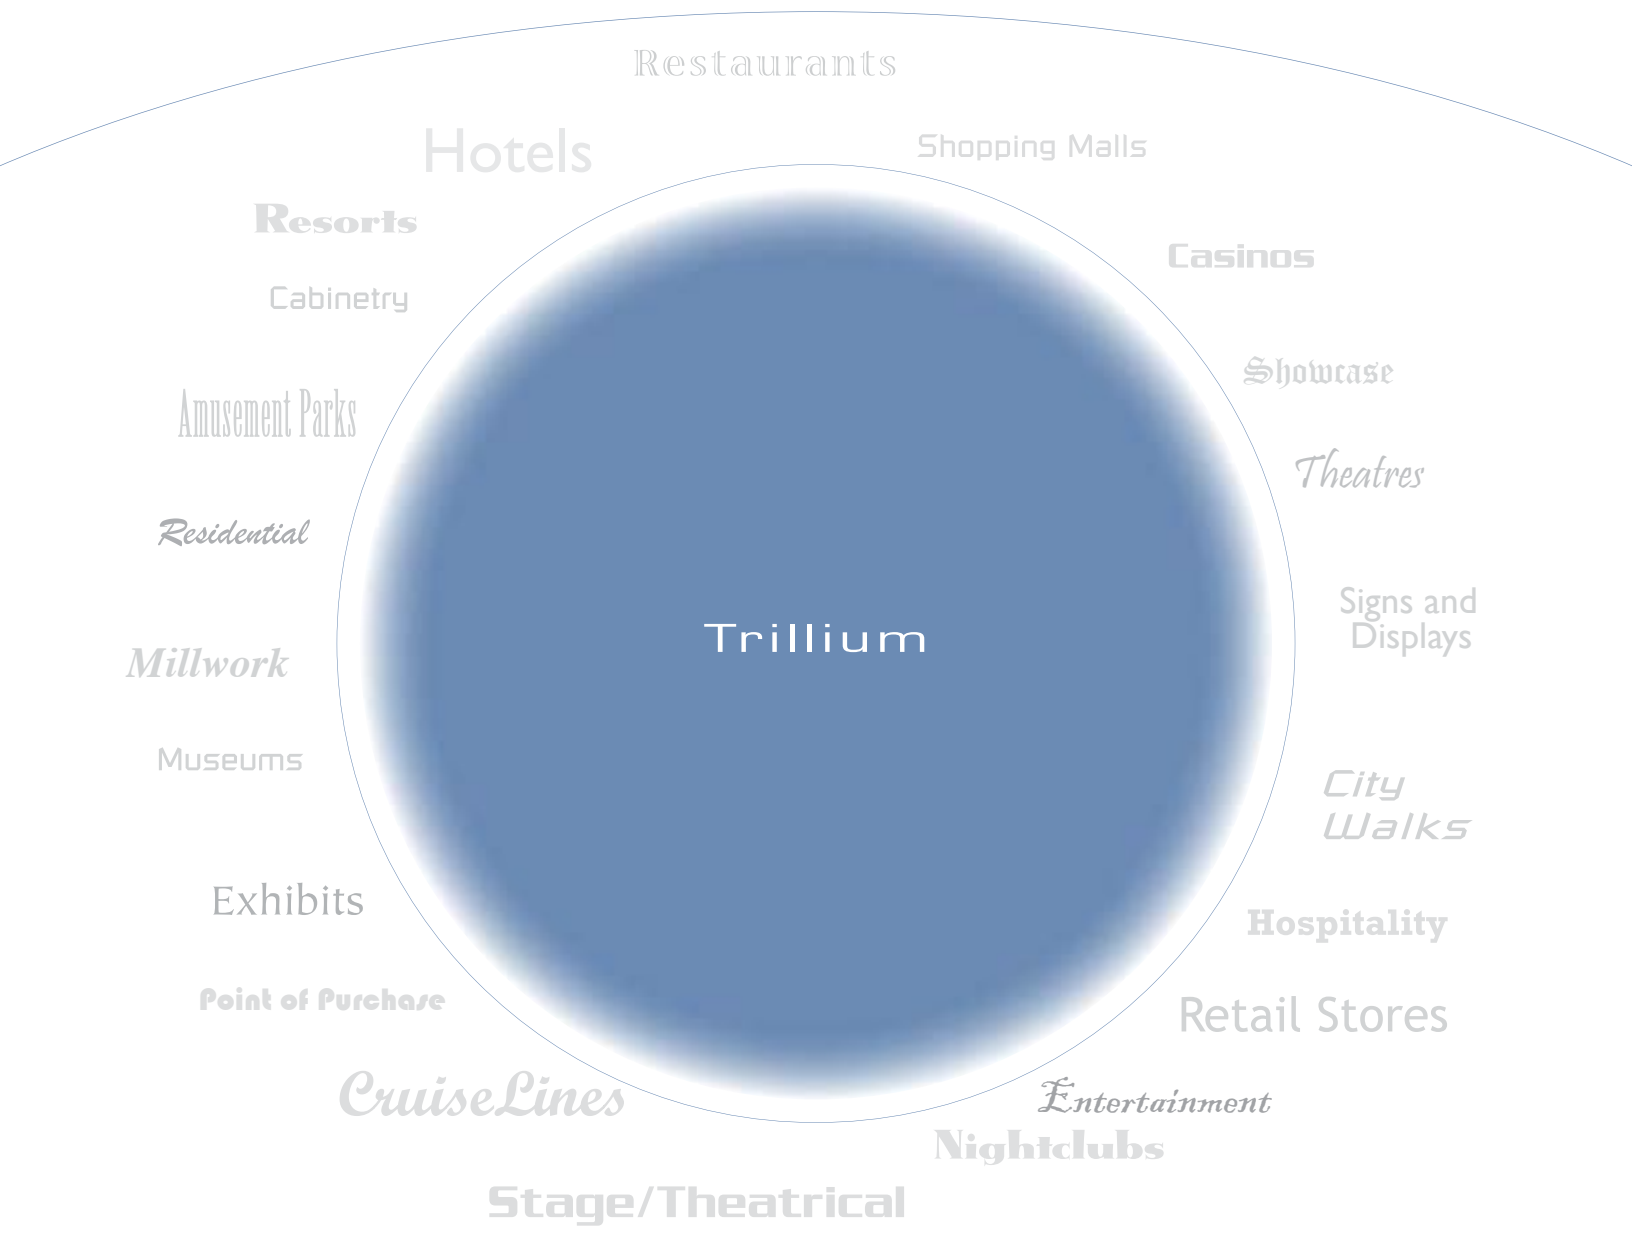 Restaurants
Hotels
Shopping Malls
Resorts
Casinos
Cabinetry
Showcase
Amusement Parks
Theatres
Residential
Signs and
Displays
Trillium
Millwork
Museums
City
Walks
Exhibits
Hospitality
Point of Purchase
Retail Stores
CruiseLines
Entertainment
Nightclubs
Stage/Theatrical